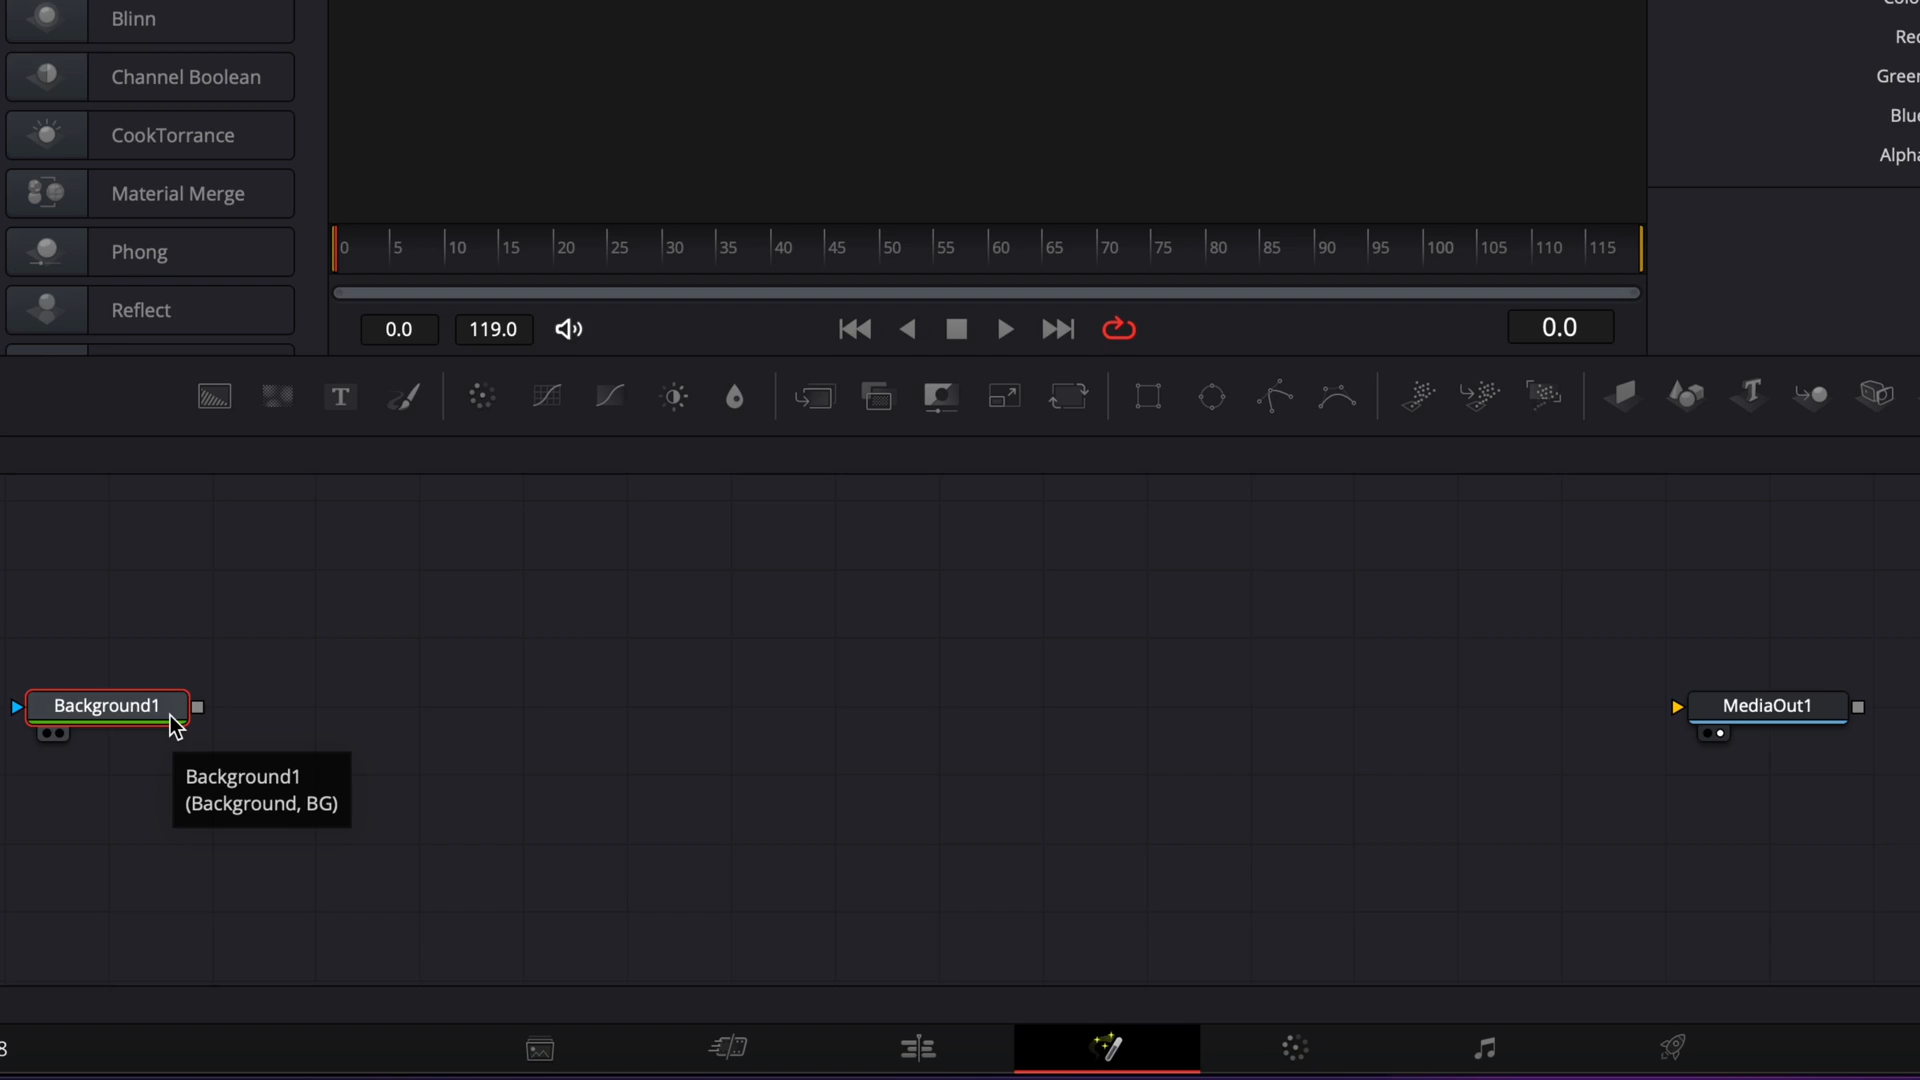 Blinn
Channel Boolean
CookTorrance
Material Merge
Phong
Reflect
Green
0 5 10 15 20 25 30 35 40 45 50 55 60 65 70 75 80 85 90 95 100 105 110 115
0.0 119.0 0.0
T
T
Background1
MediaOut1
Background1
(Background, BG)
8